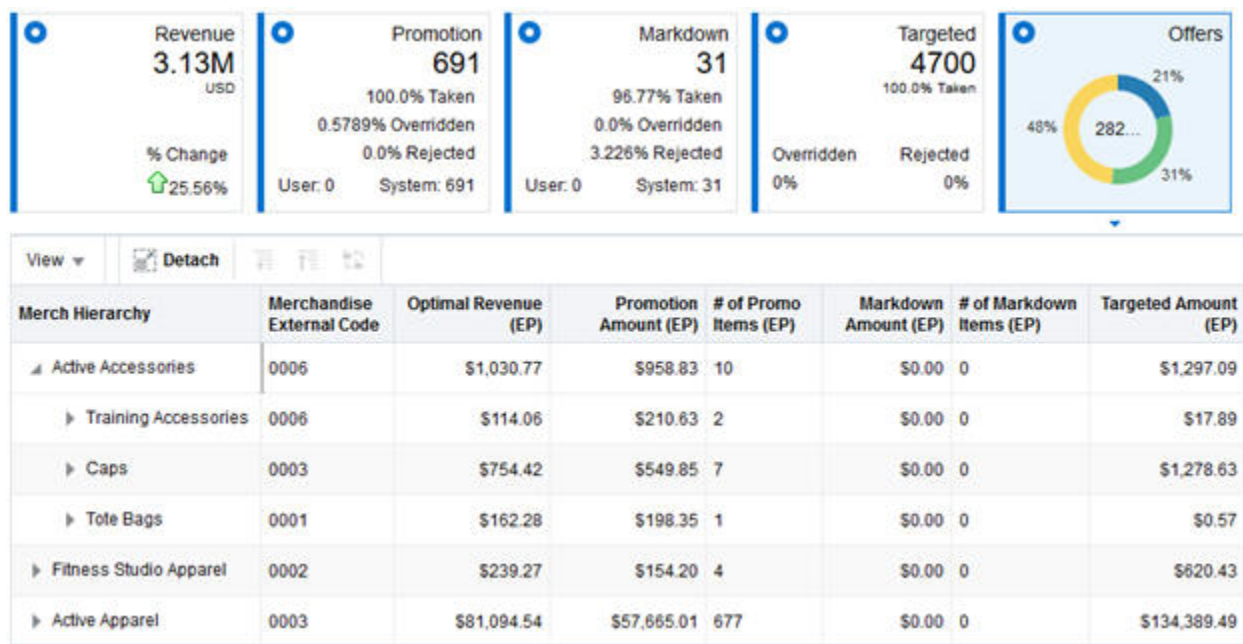 Revenue
3.13M
USD
% Change
25.56%
Promotion
691
100.0% Taken
0.5789% Overridden
0.0% Rejected
User: 0 System: 691
Markdown
31
96.77% Taken
0.0% Overridden
3.226% Rejected
User: 0 System: 31
Targeted
4700
100.0% Taken
Overridden Rejected
0% 0%
Offers
21%
48%
282...
31%
View Detach
Merch Hierarchy Merchandise External Code Optimal Revenue (EP) Promotion Amount (EP) # of Promo Items (EP) Markdown Amount (EP) # of Markdown Items (EP) Targeted Amount (EP)
Active Accessories 0006 $1,030.77 $958.83 10 $0.00 0 $1,297.09
Training Accessories 0006 $114.06 $210.63 2 $0.00 0 $17.89
Caps 0003 $754.42 $549.85 7 $0.00 0 $1,278.63
Tote Bags 0001 $162.28 $198.35 1 $0.00 0 $0.57
Fitness Studio Apparel 0002 $239.27 $154.20 4 $0.00 0 $620.43
Active Apparel 0003 $81,094.54 $57,665.01 677 $0.00 0 $134,389.49